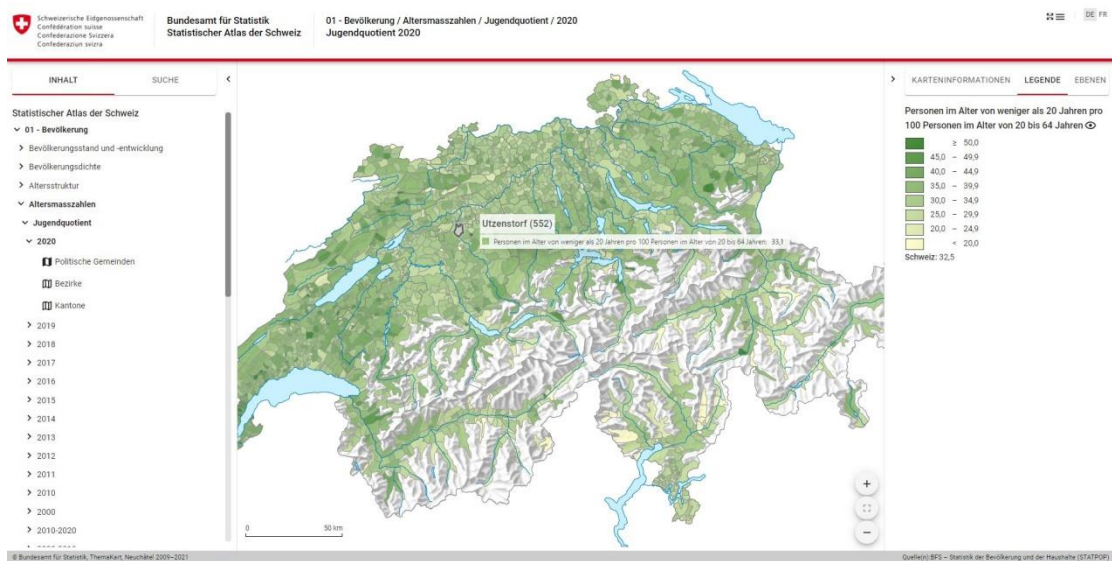 Schweizerische Eidgenossenschaft
Confédération suisse
Confederazione Svizzera
Confederaziun svizra
Bundesamt für Statistik
Statistischer Atlas der Schweiz
01 - Bevölkerung / Altersmasszahlen / Jugendquotient / 2020
Jugendquotient 2020
DE FR
INHALT
SUCHE
Statistischer Atlas der Schweiz
01 - Bevölkerung
Bevölkerungsstand und -entwicklung
Bevölkerungsdichte
Altersstruktur
Altersmasszahlen
Jugendquotient
2020
Politische Gemeinden
Bezirke
Kantone
2019
2018
2017
2016
2015
2014
2013
2012
2011
2010
2000
2010-2020
Utzenstorf (552)
Personen im Alter von weniger als 20 Jahren pro 100 Personen im Alter von 20 bis 64 Jahren: 33,1
0 50 km
KARTENINFORMATIONEN LEGENDE EBENEN
Personen im Alter von weniger als 20 Jahren pro
100 Personen im Alter von 20 bis 64 Jahren
≥ 50,0
45,0 – 49,9
40,0 – 44,9
35,0 – 39,9
30,0 – 34,9
25,0 – 29,9
20,0 – 24,9
< 20,0
Schweiz: 32,5
© Bundesamt für Statistik, ThemaKart, Neuchâtel 2009–2021
Quelle(n):BFS – Statistik der Bevölkerung und der Haushalte (STATPOP)